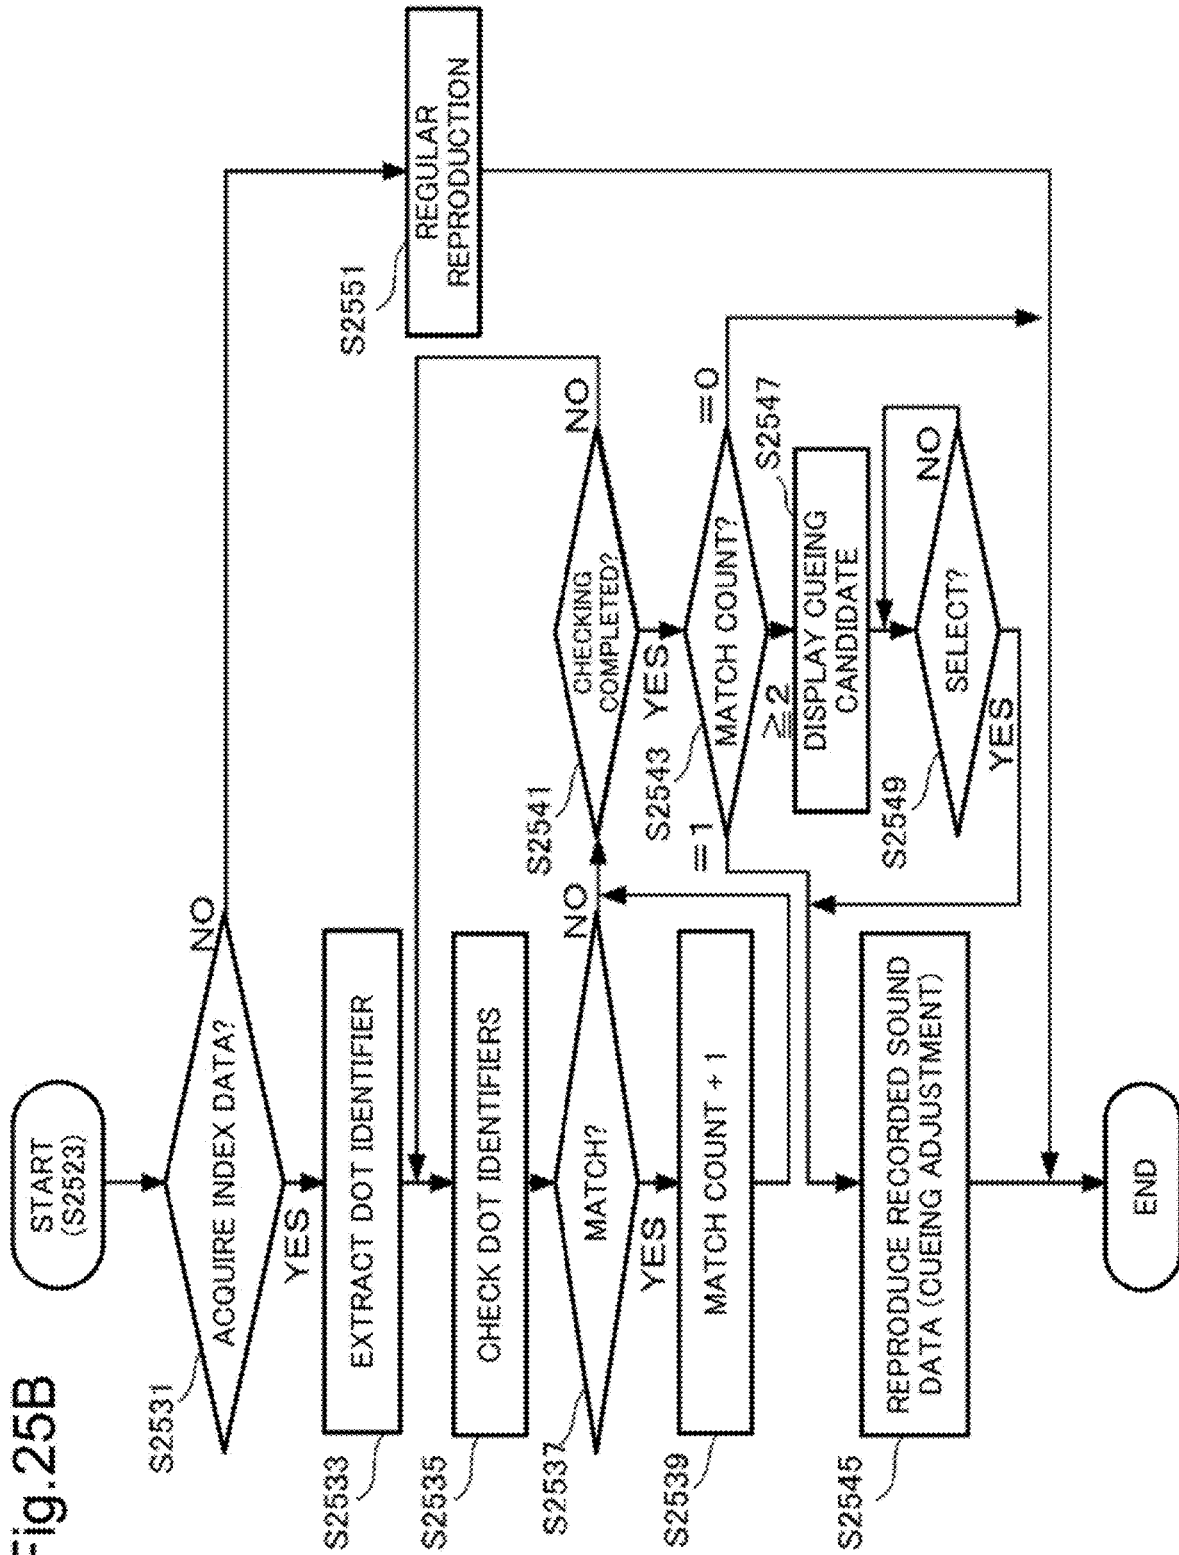 Fig.25B
START
(S2523)
S2531
ACQUIRE INDEX DATA?
NO
YES
S2533
EXTRACT DOT IDENTIFIER
S2535
CHECK DOT IDENTIFIERS
S2537
MATCH?
NO
YES
S2539
MATCH COUNT + 1
S2541
CHECKING
COMPLETED?
NO
YES
S2543
MATCH COUNT?
=1
=0
≧2
S2545
REPRODUCE RECORDED SOUND
DATA (CUEING ADJUSTMENT)
S2547
DISPLAY CUEING
CANDIDATE
S2549
SELECT?
NO
YES
S2551
REGULAR
REPRODUCTION
END